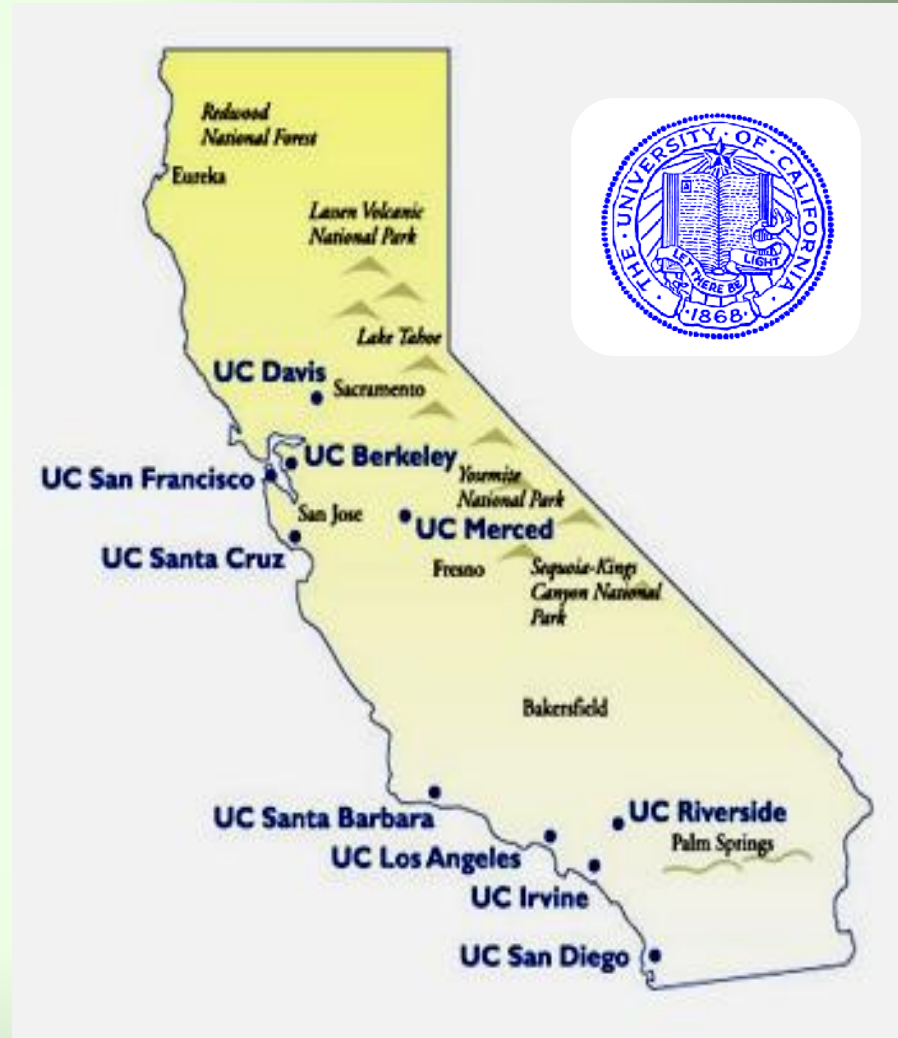 Redwood
National Forest
Eureka
Lassen Volcanic
National Park
Lake Tahoe
UC Davis
Sacramento
UC Berkeley
UC San Francisco
Yosemite
National Park
San Jose
UC Merced
UC Santa Cruz
Fresno
Sequoia-Kings
Canyon National
Park
Bakersfield
UC Santa Barbara
UC Riverside
Palm Springs
UC Los Angeles
UC Irvine
UC San Diego
THE · UNIVERSITY · OF · CALIFORNIA
LET THERE BE LIGHT
·1868·